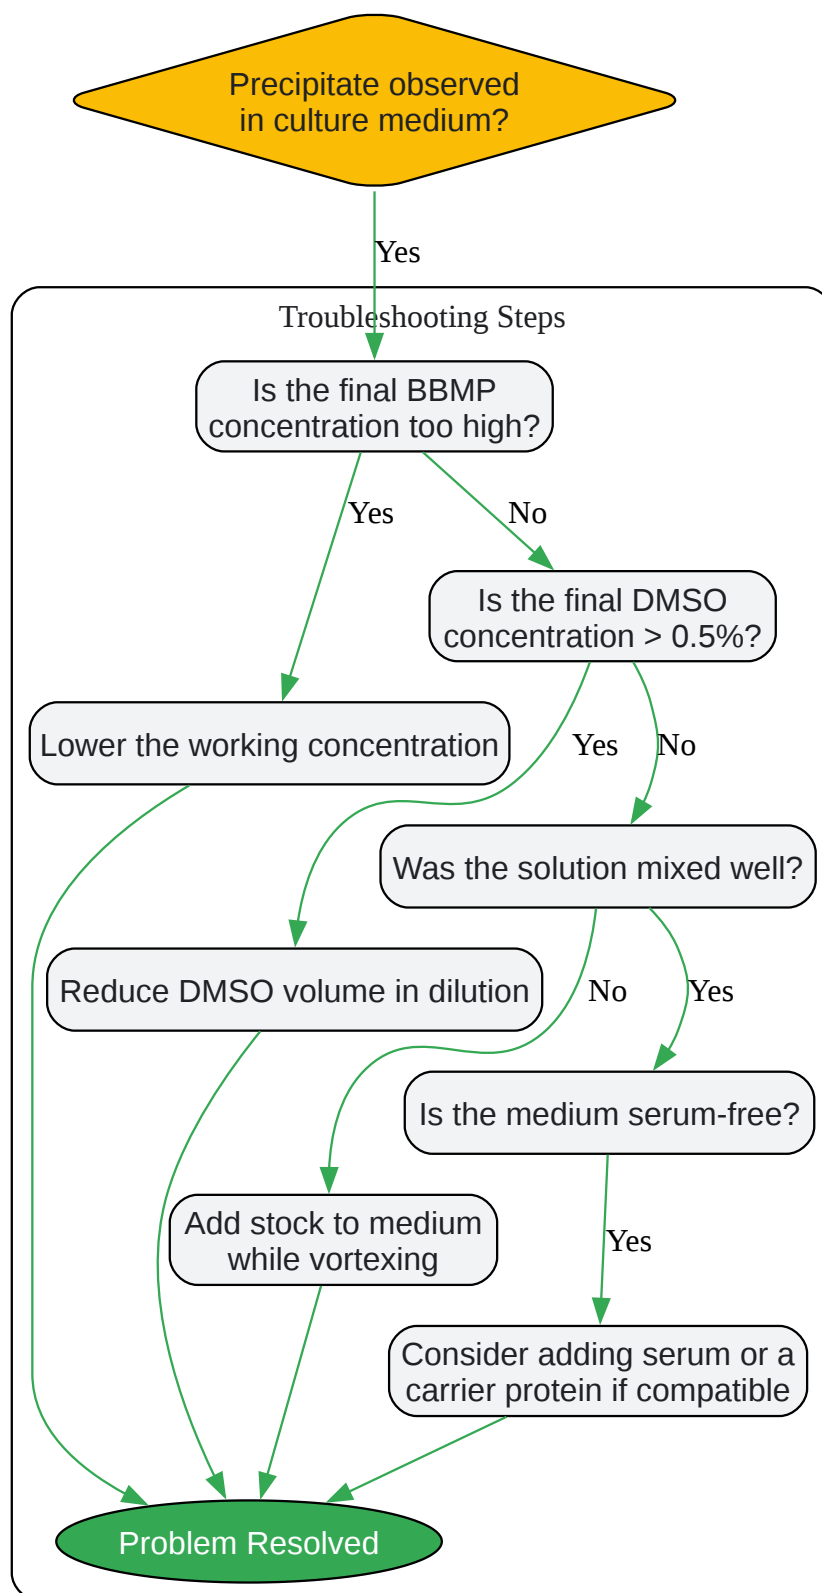 Precipitate observed
in culture medium?
Yes
Troubleshooting Steps
Is the final BBMP
concentration too high?
Yes
No
Is the final DMSO
concentration > 0.5%?
Lower the working concentration
Yes
No
Was the solution mixed well?
Reduce DMSO volume in dilution
No
Yes
Is the medium serum-free?
Add stock to medium
while vortexing
Yes
Consider adding serum or a
carrier protein if compatible
Problem Resolved